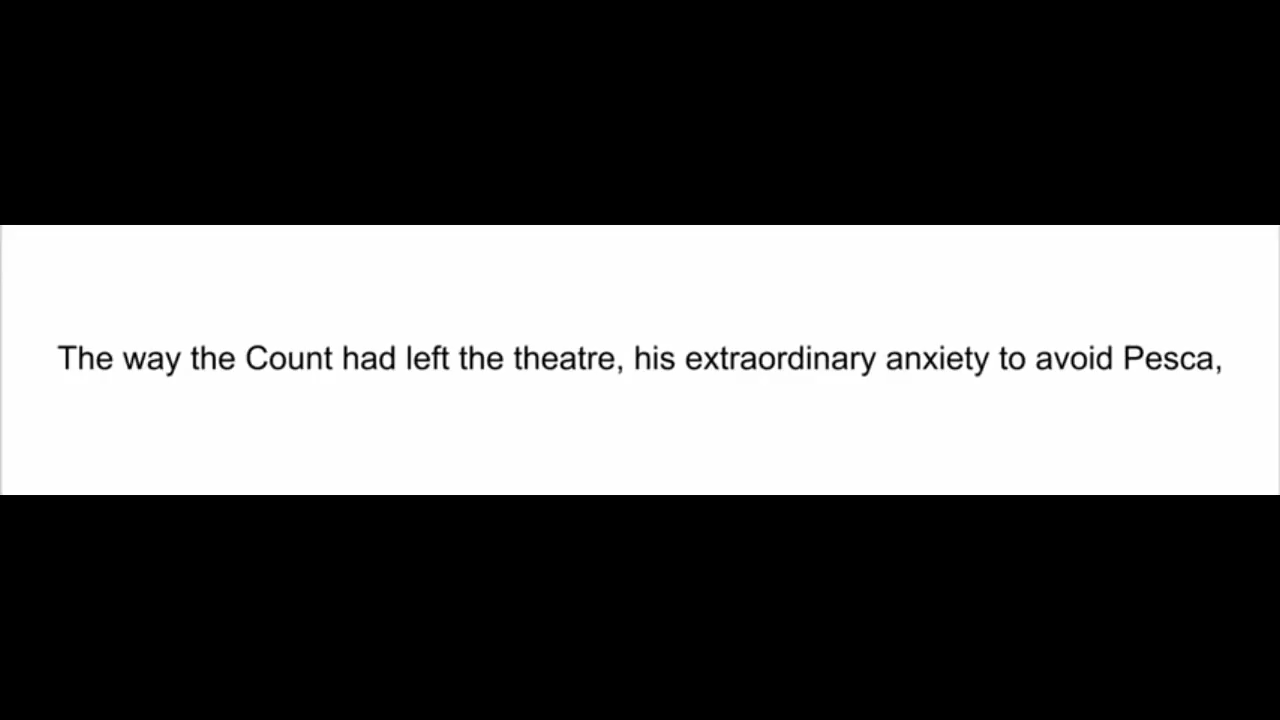 The way the Count had left the theatre, his extraordinary anxiety to avoid Pesca,